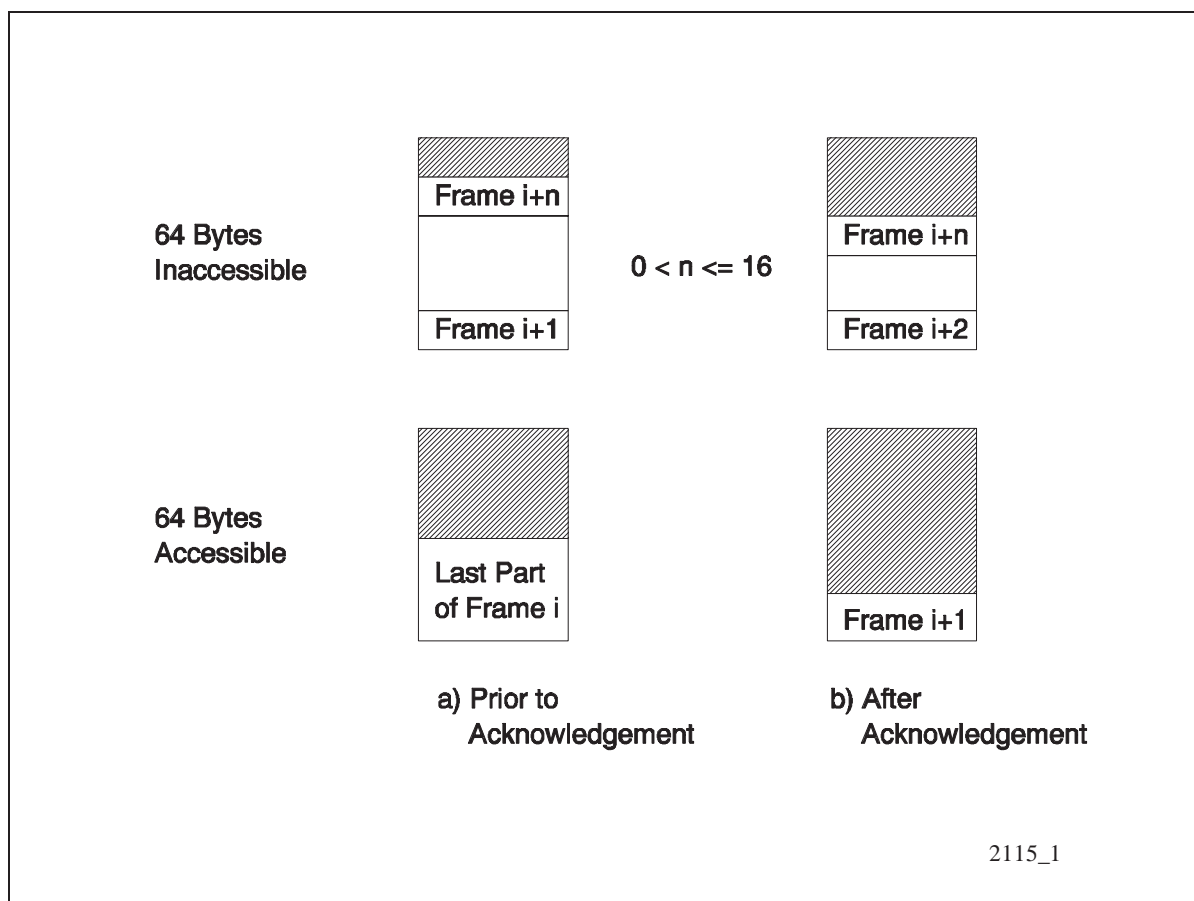 64 Bytes
Inaccessible
Frame i+n
Frame i+1
0 < n <= 16
Frame i+n
Frame i+2
64 Bytes
Accessible
Last Part
of Frame i
Frame i+1
a) Prior to
Acknowledgement
b) After
Acknowledgement
2115_1